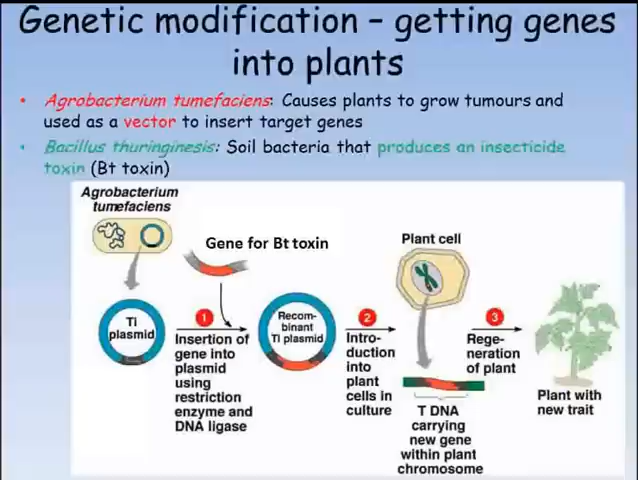 Genetic modification – getting genes
into plants
• Agrobacterium tumefaciens: Causes plants to grow tumours and
used as a vector to insert target genes
• Bacillus thuringinesis: Soil bacteria that produces an insecticide
toxin (Bt toxin)
Agrobacterium
tumefaciens
Gene for Bt toxin
Plant cell
Ti
plasmid
1
Insertion of
gene into
plasmid
using
restriction
enzyme and
DNA ligase
Recom-
binant
Ti plasmid
2
Intro-
duction
into
plant
cells in
culture
T DNA
carrying
new gene
within plant
chromosome
3
Rege-
neration
of plant
Plant with
new trait